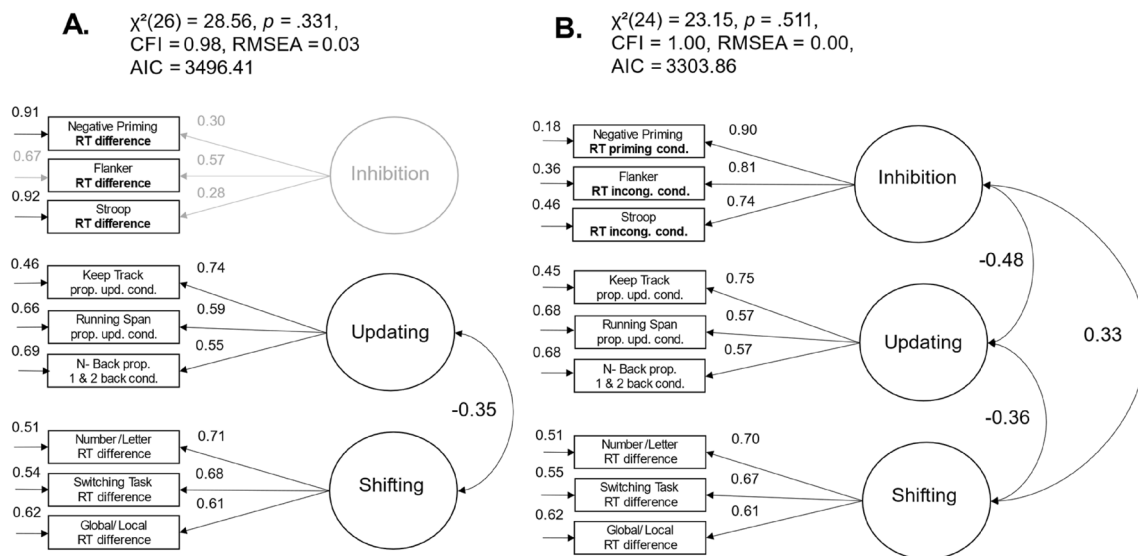 A.
χ²(26) = 28.56, p = .331,
CFI = 0.98, RMSEA = 0.03
AIC = 3496.41
0.91
Negative Priming
RT difference
0.30
0.67
Flanker
RT difference
0.57
0.92
Stroop
RT difference
0.28
Inhibition
0.46
Keep Track
prop. upd. cond.
0.74
0.66
Running Span
prop. upd. cond.
0.59
0.69
N- Back prop.
1 & 2 back cond.
0.55
Updating
-0.35
0.51
Number/Letter
RT difference
0.71
0.54
Switching Task
RT difference
0.68
0.62
Global/Local
RT difference
0.61
Shifting
B.
χ²(24) = 23.15, p = .511,
CFI = 1.00, RMSEA = 0.00,
AIC = 3303.86
0.18
Negative Priming
RT priming cond.
0.90
0.36
Flanker
RT incong. cond.
0.81
0.46
Stroop
RT incong. cond.
0.74
Inhibition
-0.48
0.33
0.45
Keep Track
prop. upd. cond.
0.75
0.68
Running Span
prop. upd. cond.
0.57
0.68
N- Back prop.
1 & 2 back cond.
0.57
Updating
-0.36
0.51
Number/Letter
RT difference
0.70
0.55
Switching Task
RT difference
0.67
0.62
Global/Local
RT difference
0.61
Shifting